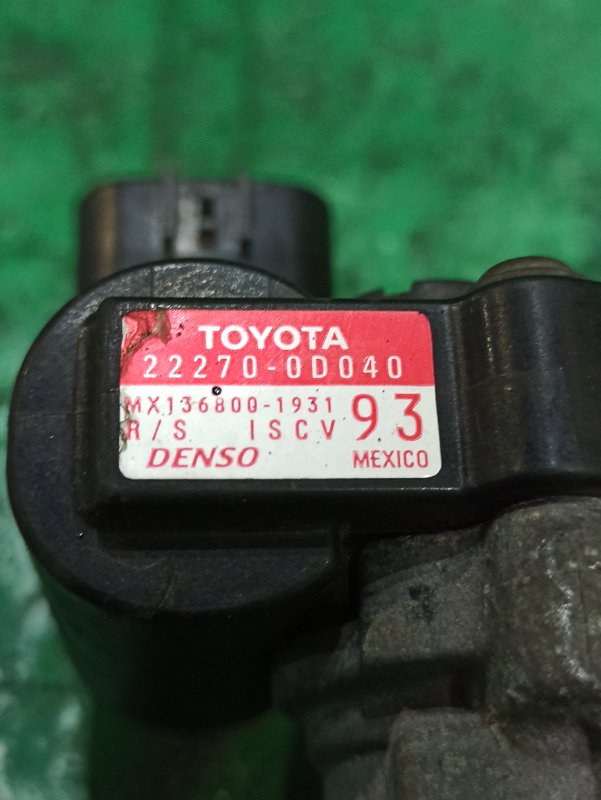 TOYOTA
22270-0D040
MX136800-1931
R/S ISCV 93
DENSO MEXICO